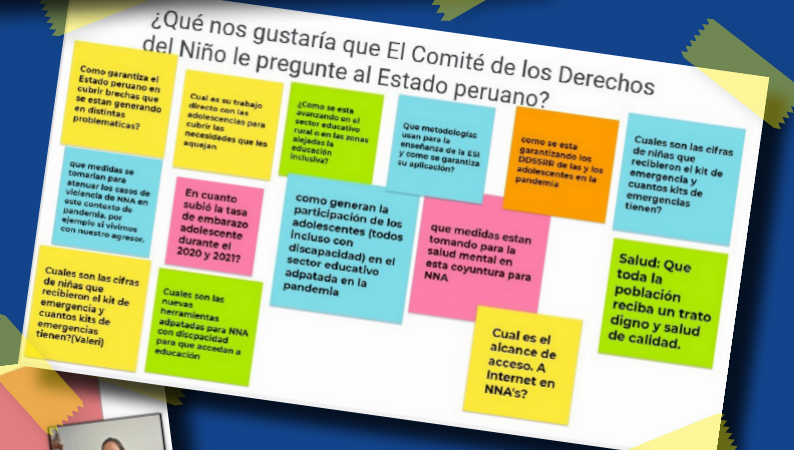 ¿Qué nos gustaría que El Comité de los Derechos
del Niño le pregunte al Estado peruano?
Como garantiza el
Estado peruano en
cubrir brechas que
se estan generando
en distintas
problematicas?
Cual es su trabajo
directo con las
adolescencias para
cubrir las
necesidades que les
aquejan
¿Como se esta
avanzando en el
sector educativo
rural o en las zonas
alejadas la
educación
inclusiva?
Que metodologías
usan para la
enseñanza de la ESI
y como se garantiza
su aplicación?
como se esta
garantizando los
DDSSRR de las y los
adolescentes en la
pandemia
Cuales son las cifras
de niñas que
recibieron el kit de
emergencia y
cuantos kits de
emergencias
tienen?
que medidas se
tomarian para
atenuar los casos de
violencia de NNA en
este contexto de
pandemia, por
ejemplo si vivimos
con nuestro agresor.
En cuanto
subió la tasa
de embarazo
adolescente
durante el
2020 y 2021?
como generan la
participación de los
adolescentes (todos
incluso con
discapacidad) en el
sector educativo
adpatada en la
pandemia
que medidas estan
tomando para la
salud mental en
esta coyuntura para
NNA
Salud: Que
toda la
población
reciba un trato
digno y salud
de calidad.
Cuales son las cifras
de niñas que
recibieron el kit de
emergencia y
cuantos kits de
emergencias
tienen?(Valeri)
Cuales son las
nuevas
herramientas
adpatadas para NNA
con discpacidad
para que accedan a
educación
Cual es el
alcance de
acceso. A
Internet en
NNA's?